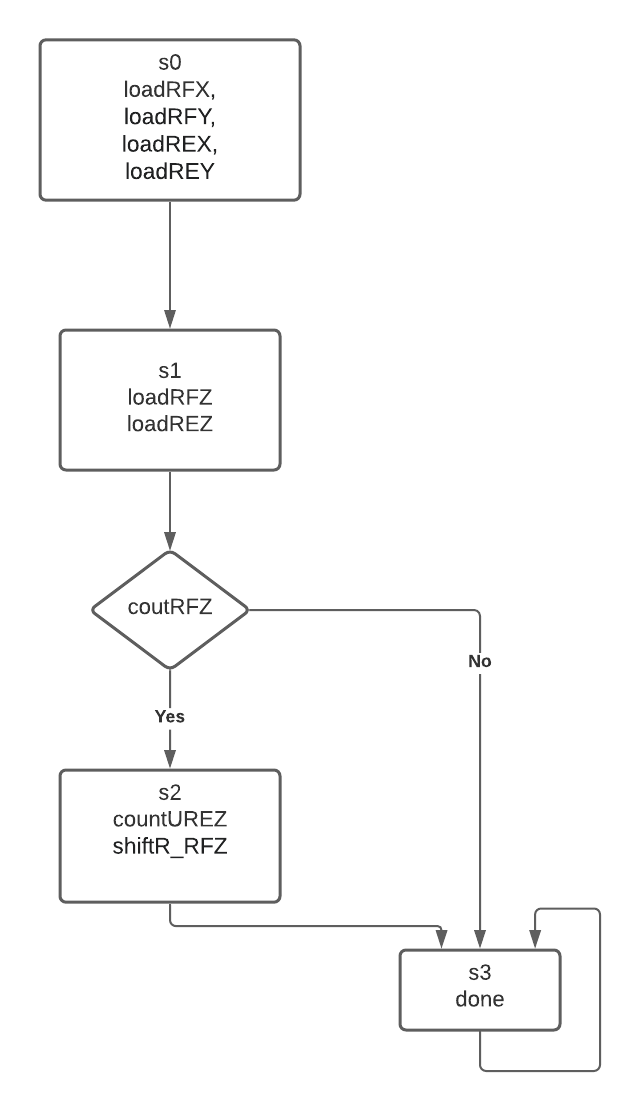 s0
loadRFX,
loadRFY,
loadREX,
loadREY
s1
loadRFZ
loadREZ
coutRFZ
No
Yes
s2
countUREZ
shiftR_RFZ
s3
done